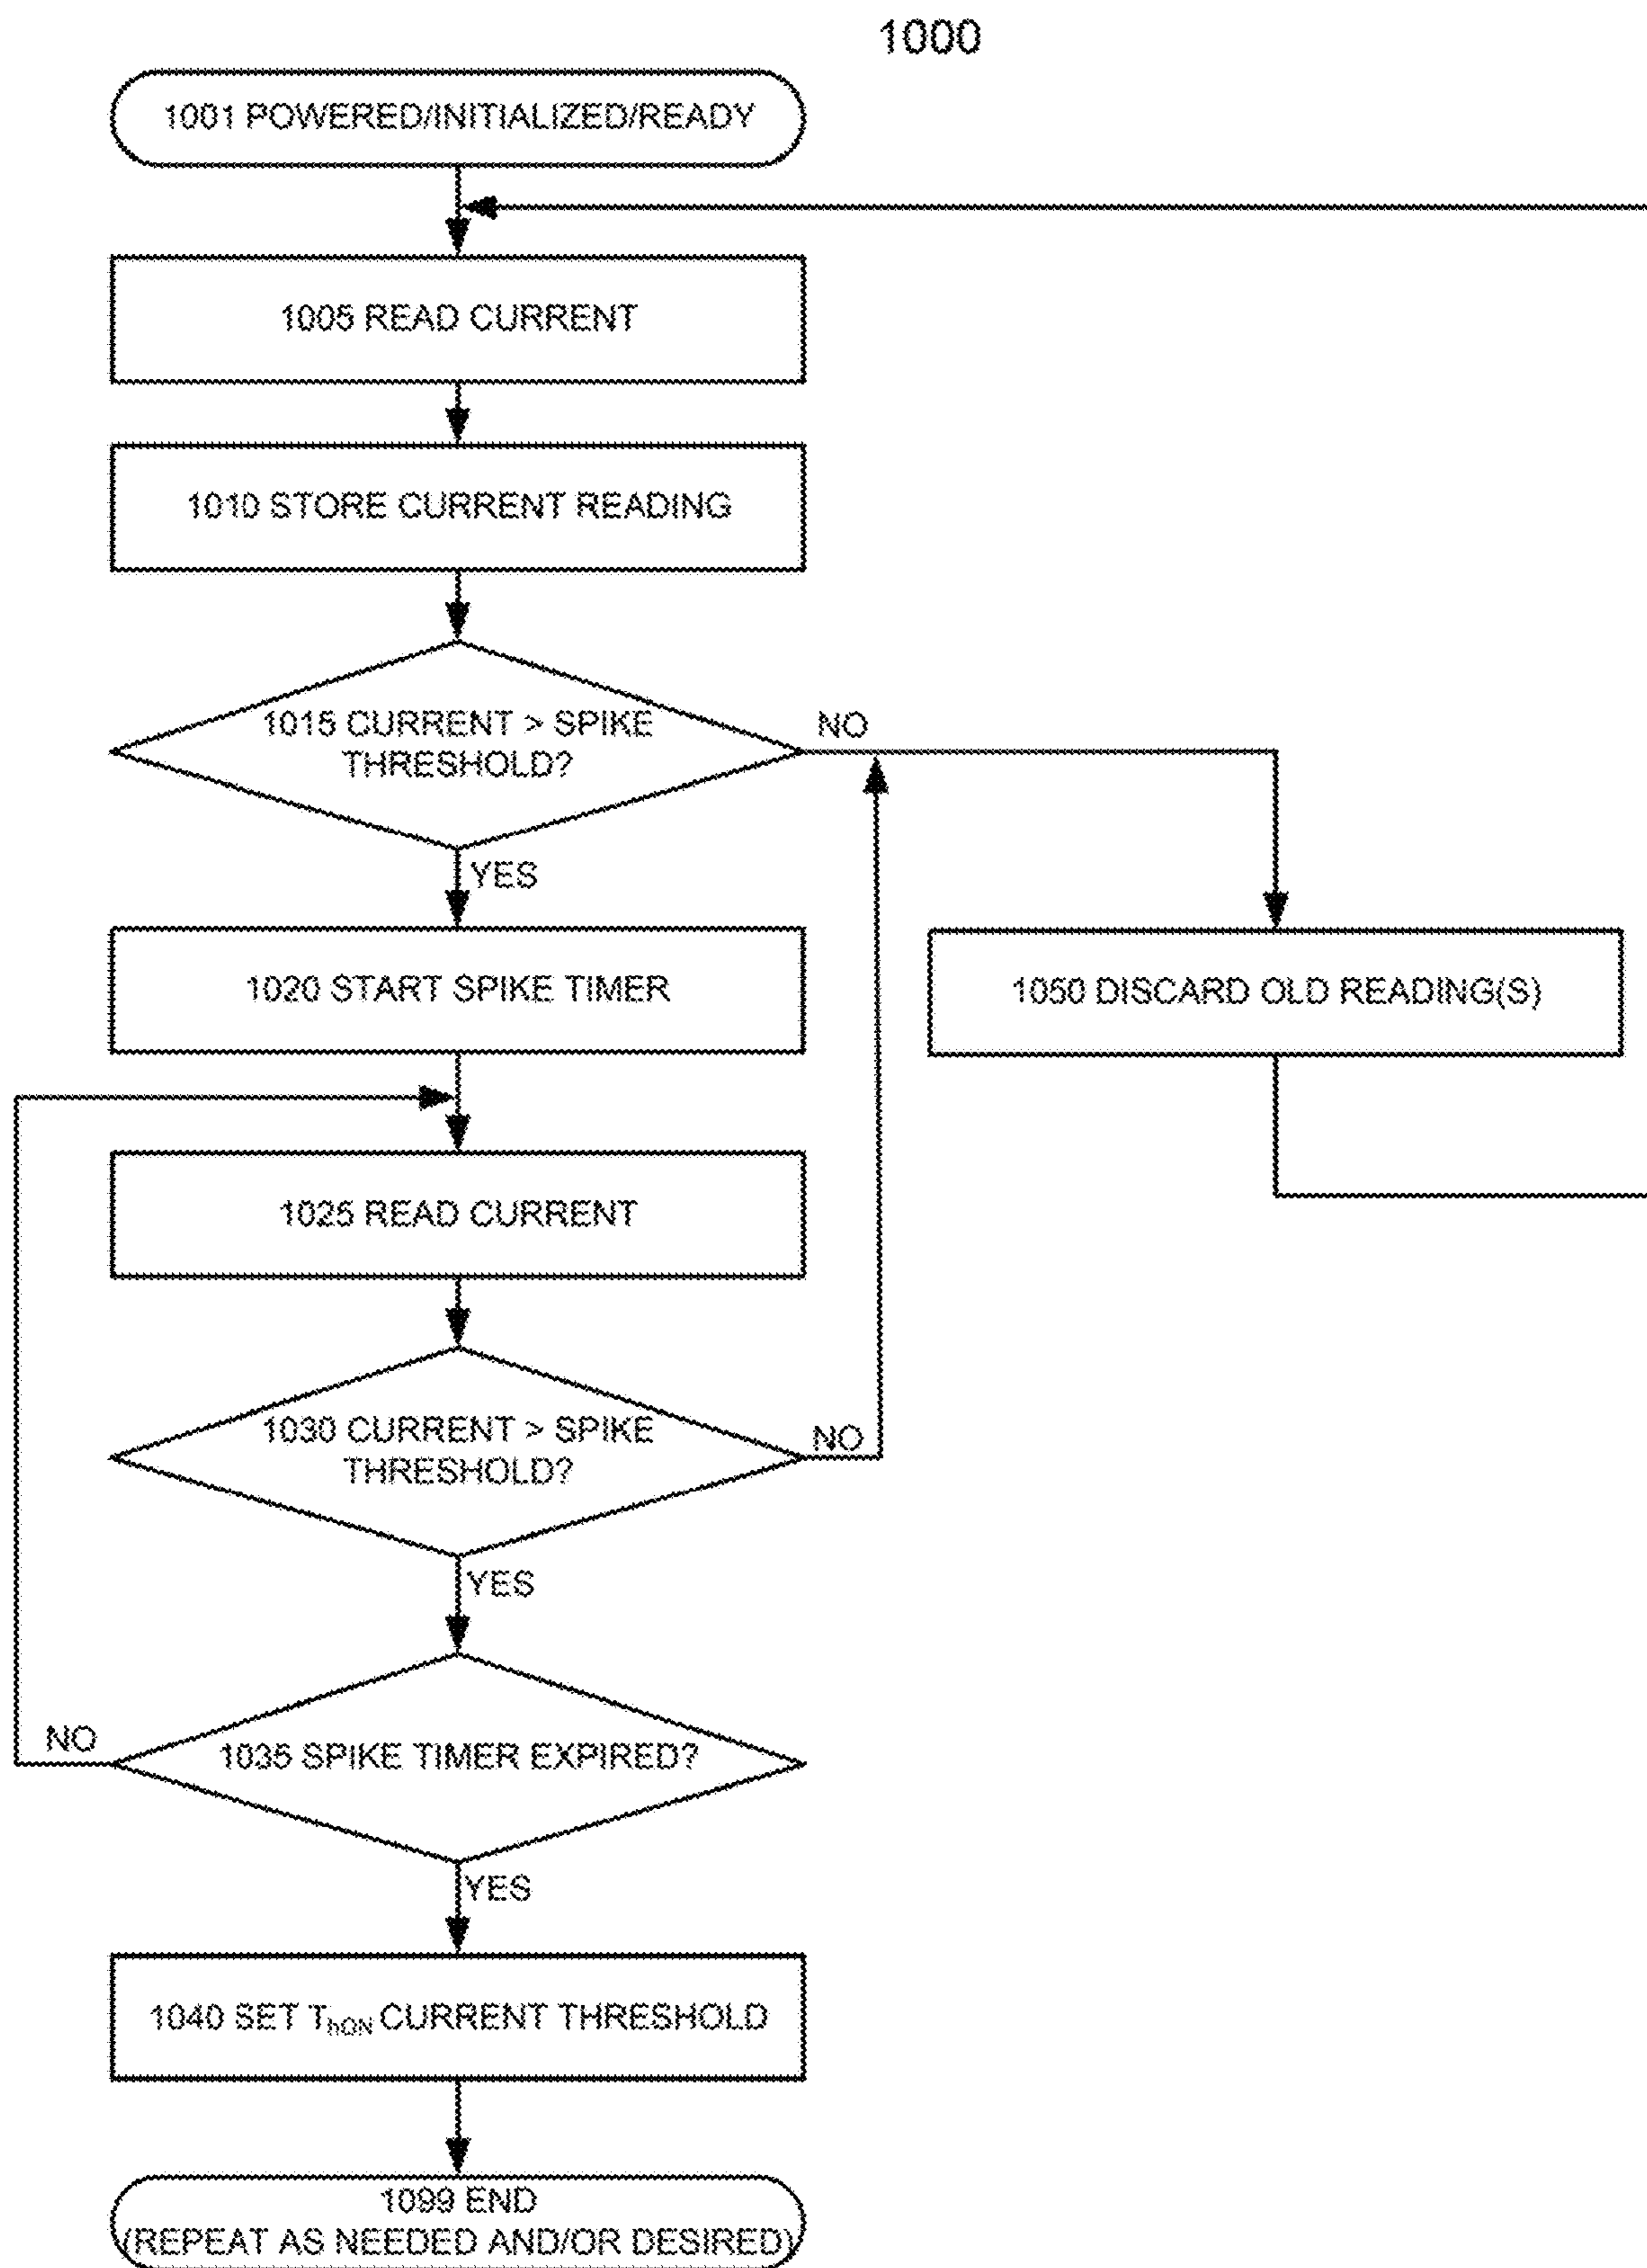 1000
1001 POWERED/INITIALIZED/READY
1005 READ CURRENT
1010 STORE CURRENT READING
1015 CURRENT > SPIKE
THRESHOLD?
NO
YES
1020 START SPIKE TIMER
1050 DISCARD OLD READING(S)
1025 READ CURRENT
1030 CURRENT > SPIKE
THRESHOLD?
NO
YES
NO
1035 SPIKE TIMER EXPIRED?
YES
1040 SET ThON CURRENT THRESHOLD
1099 END
(REPEAT AS NEEDED AND/OR DESIRED)